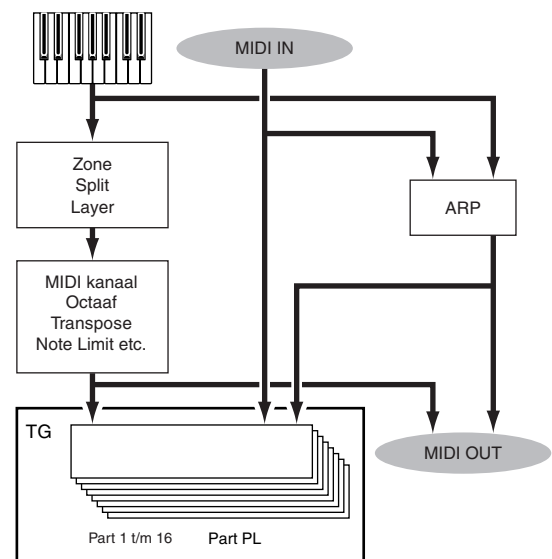 MIDI IN
Zone
Split
Layer
ARP
MIDI kanaal
Octaaf
Transpose
Note Limit etc.
TG
MIDI OUT
Part 1 t/m 16 Part PL